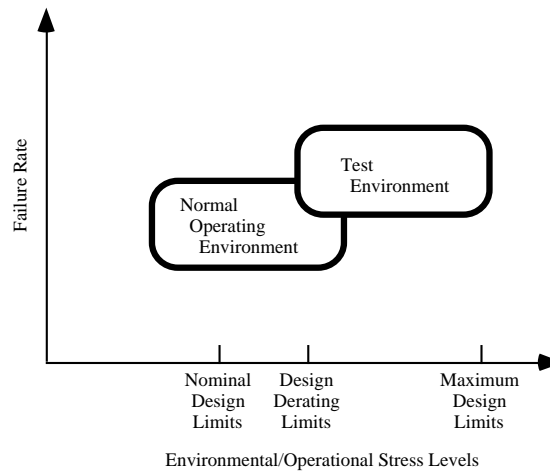 Failure Rate
Test
Environment
Normal
Operating
Environment
Nominal
Design
Limits
Design
Derating
Limits
Maximum
Design
Limits
Environmental/Operational Stress Levels